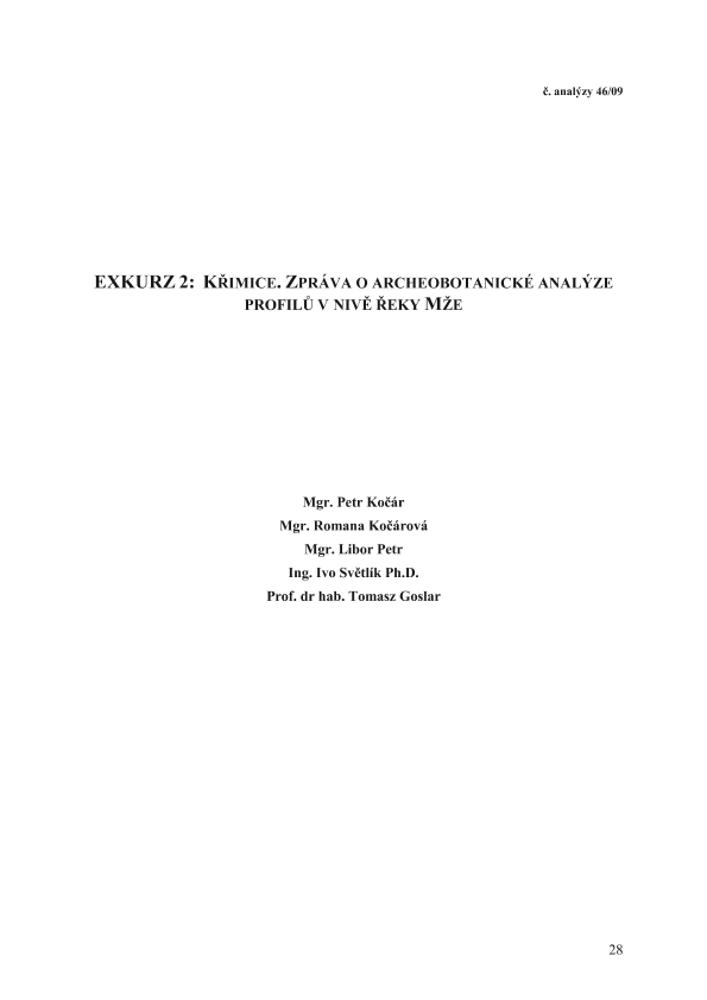 č. analýzy 46/09
EXKURZ 2: KŘIMICE. ZPRÁVA O ARCHEOBOTANICKÉ ANALÝZE
PROFILŮ V NIVĚ ŘEKY MŽE
Mgr. Petr Kočár
Mgr. Romana Kočárová
Mgr. Libor Petr
Ing. Ivo Světlík Ph.D.
Prof. dr hab. Tomasz Goslar
28